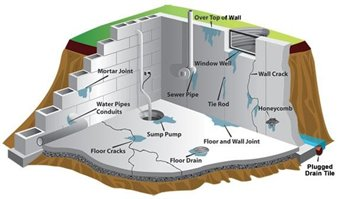 Over Top of Wall
Window Well
Mortar Joint
Wall Crack
Sewer Pipe
Water Pipes
Conduits
Tie Rod
Honeycomb
Sump Pump
Floor and Wall Joint
Floor Cracks
Floor Drain
Plugged
Drain Tile